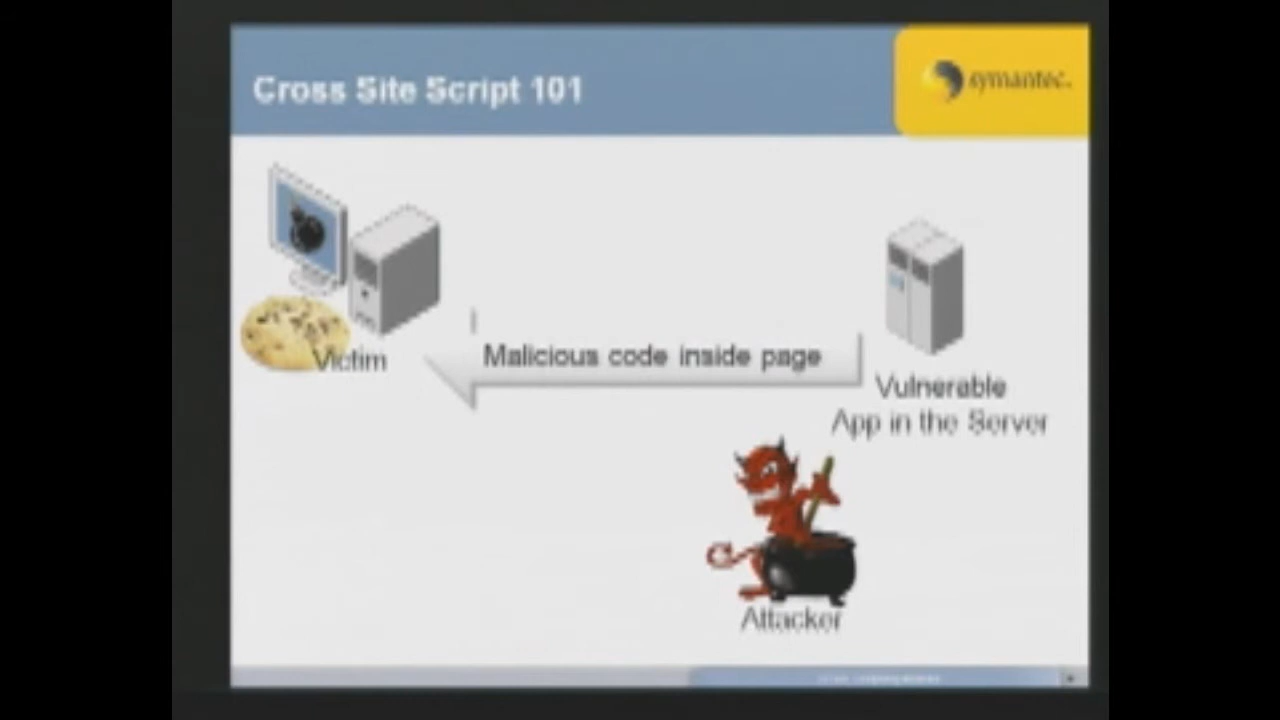 Cross Site Script 101
symantec.
Victim
Malicious code inside page
Vulnerable
App in the Server
Attacker